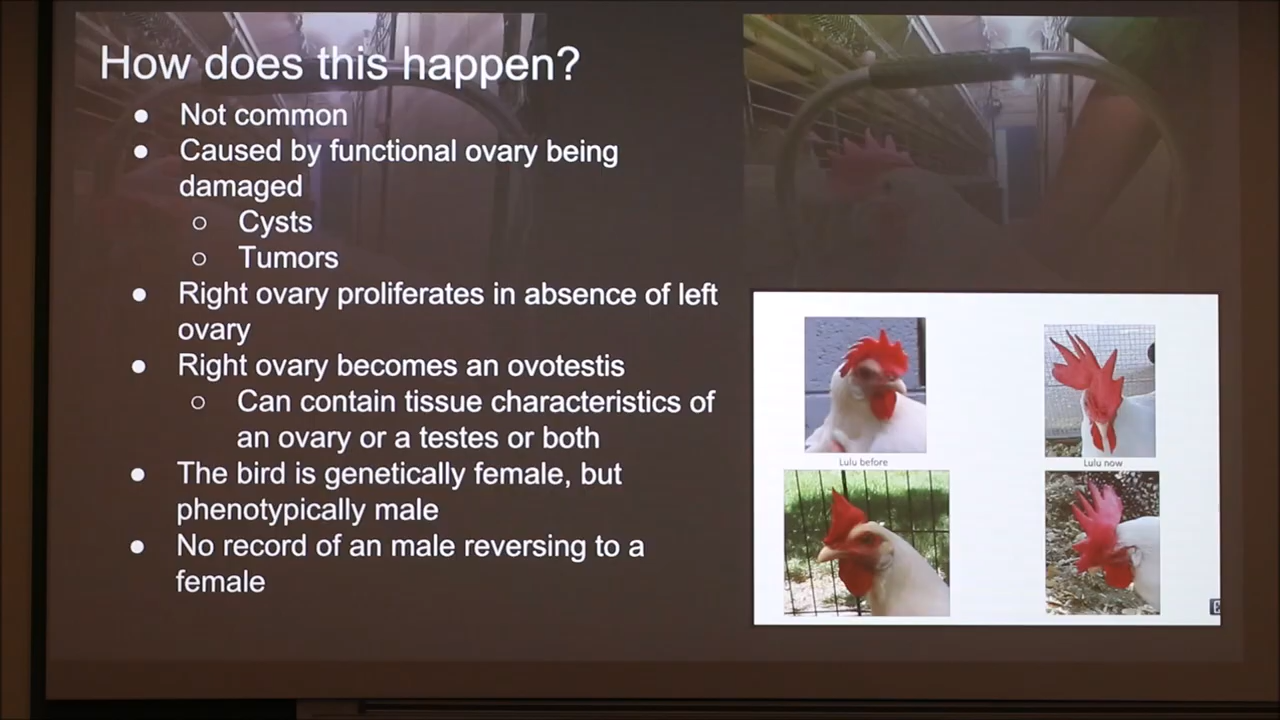 How does this happen?
● Not common
● Caused by functional ovary being
damaged
○ Cysts
○ Tumors
● Right ovary proliferates in absence of left
ovary
● Right ovary becomes an ovotestis
○ Can contain tissue characteristics of
an ovary or a testes or both
● The bird is genetically female, but
phenotypically male
● No record of an male reversing to a
female
Lulu before
Lulu now